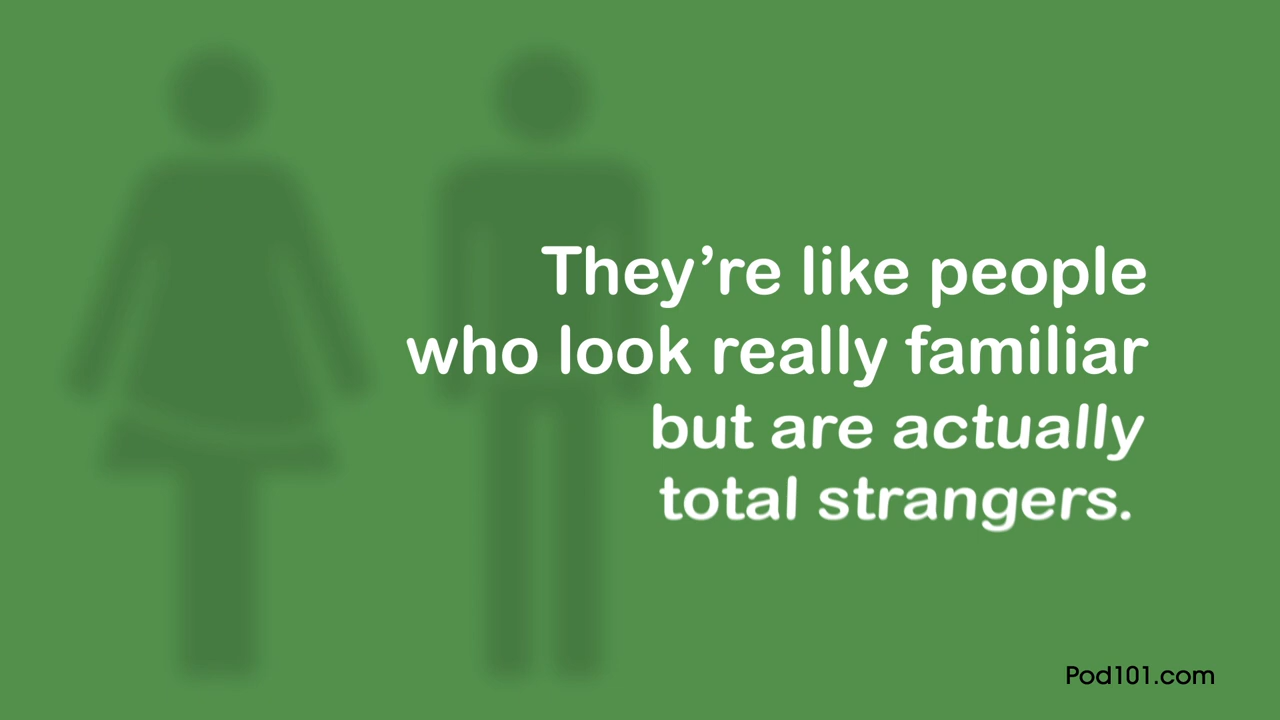 They’re like people
who look really familiar
but are actually
total strangers.
Pod101.com